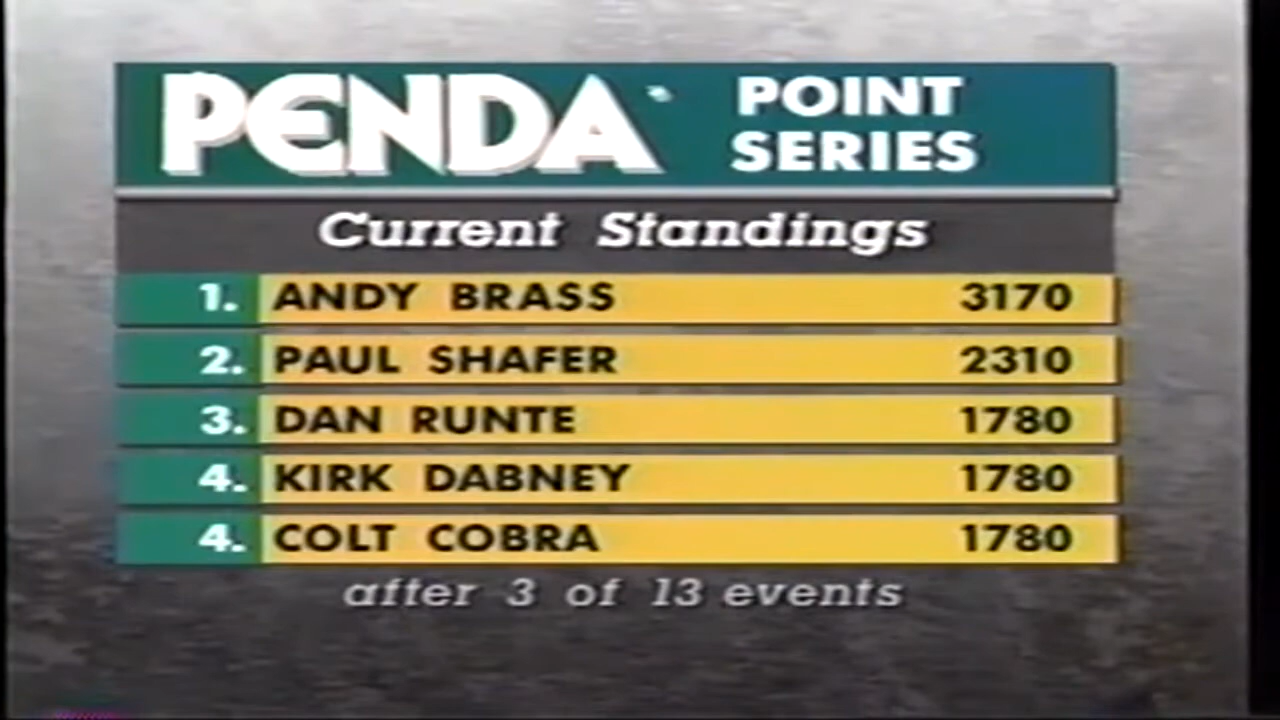 PENDA POINT SERIES
Current Standings
1. ANDY BRASS 3170
2. PAUL SHAFER 2310
3. DAN RUNTE 1780
4. KIRK DABNEY 1780
4. COLT COBRA 1780
after 3 of 13 events